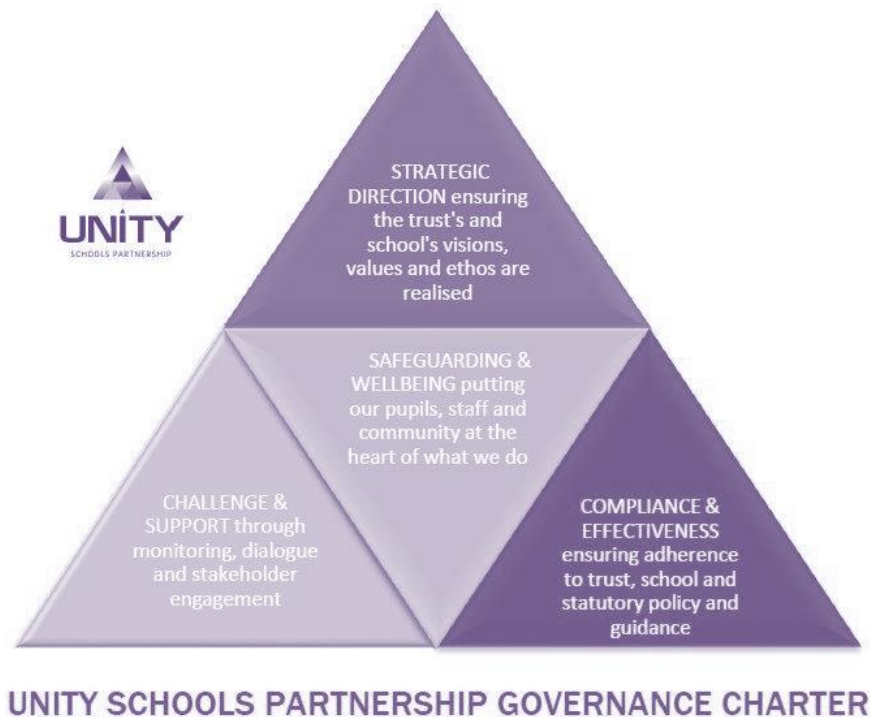 STRATEGIC
DIRECTION ensuring
the trust's and
school's visions,
values and ethos are
realised
UNİTY
SCHOOLS PARTNERSHIP
SAFEGUARDING &
WELLBEING putting
our pupils, staff and
community at the
heart of what we do
CHALLENGE &
SUPPORT through
monitoring, dialogue
and stakeholder
engagement
COMPLIANCE &
EFFECTIVENESS
ensuring adherence
to trust, school and
statutory policy and
guidance
UNITY SCHOOLS PARTNERSHIP GOVERNANCE CHARTER